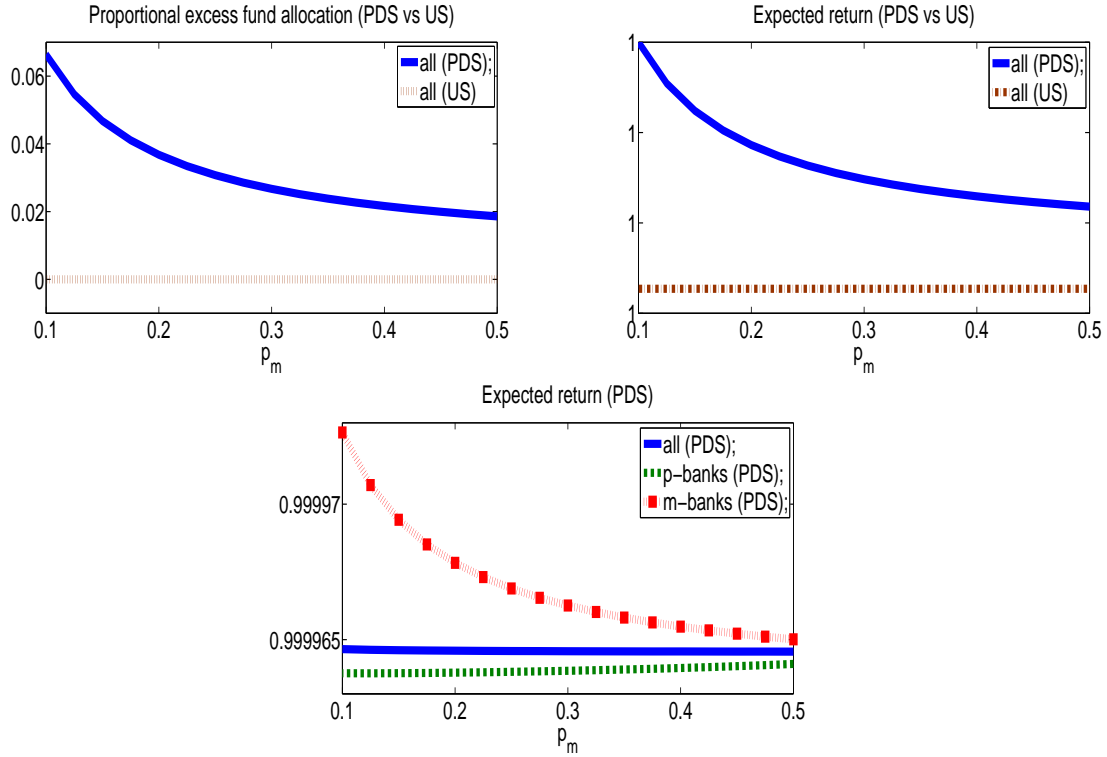 Proportional excess fund allocation (PDS vs US)
all (PDS);
all (US)
0.06
0.04
0.02
0
0.1 0.2 0.3 0.4 0.5
p_m
Expected return (PDS vs US)
all (PDS);
all (US)
1
1
1
1
0.1 0.2 0.3 0.4 0.5
p_m
Expected return (PDS)
all (PDS);
p−banks (PDS);
m−banks (PDS);
0.99997
0.999965
0.1 0.2 0.3 0.4 0.5
p_m